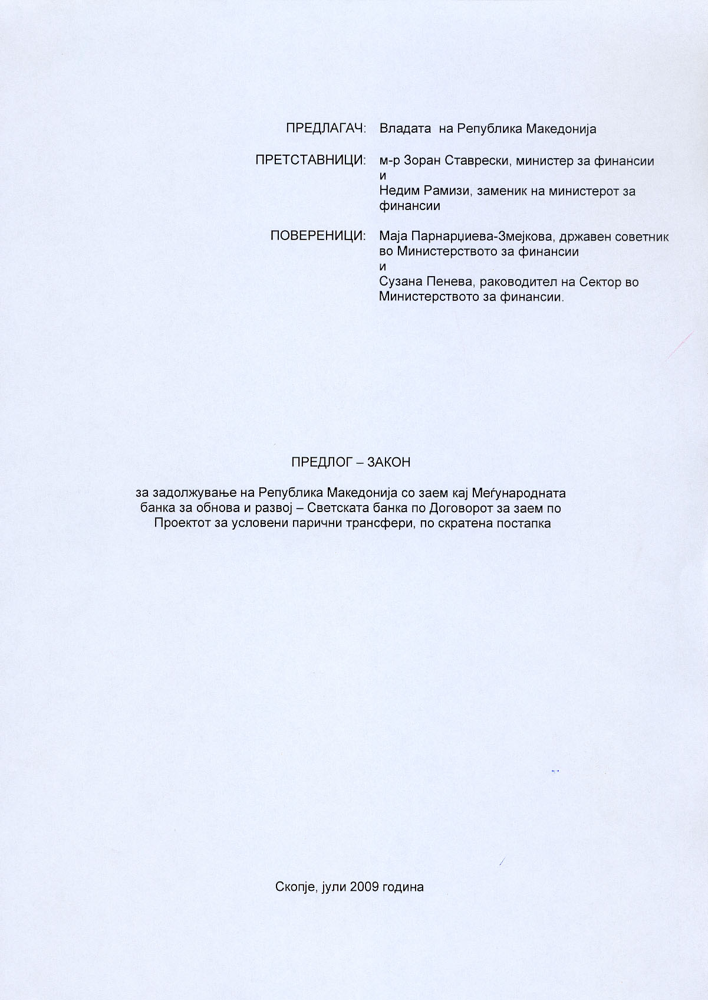 ПРЕДЛАГАЧ: Владата на Република Македонија
ПРЕТСТАВНИЦИ: м-р Зоран Ставрески, министер за финансии
и
Недим Рамизи, заменик на министерот за
финансии
ПОВЕРЕНИЦИ: Маја Парнарџиева-Змејкова, државен советник
во Министерството за финансии
и
Сузана Пенева, раководител на Сектор во
Министерството за финансии.
ПРЕДЛОГ – ЗАКОН
за задолжување на Република Македонија со заем кај Меѓународната
банка за обнова и развој – Светската банка по Договорот за заем по
Проектот за условени парични трансфери, по скратена постапка
Скопје, јули 2009 година